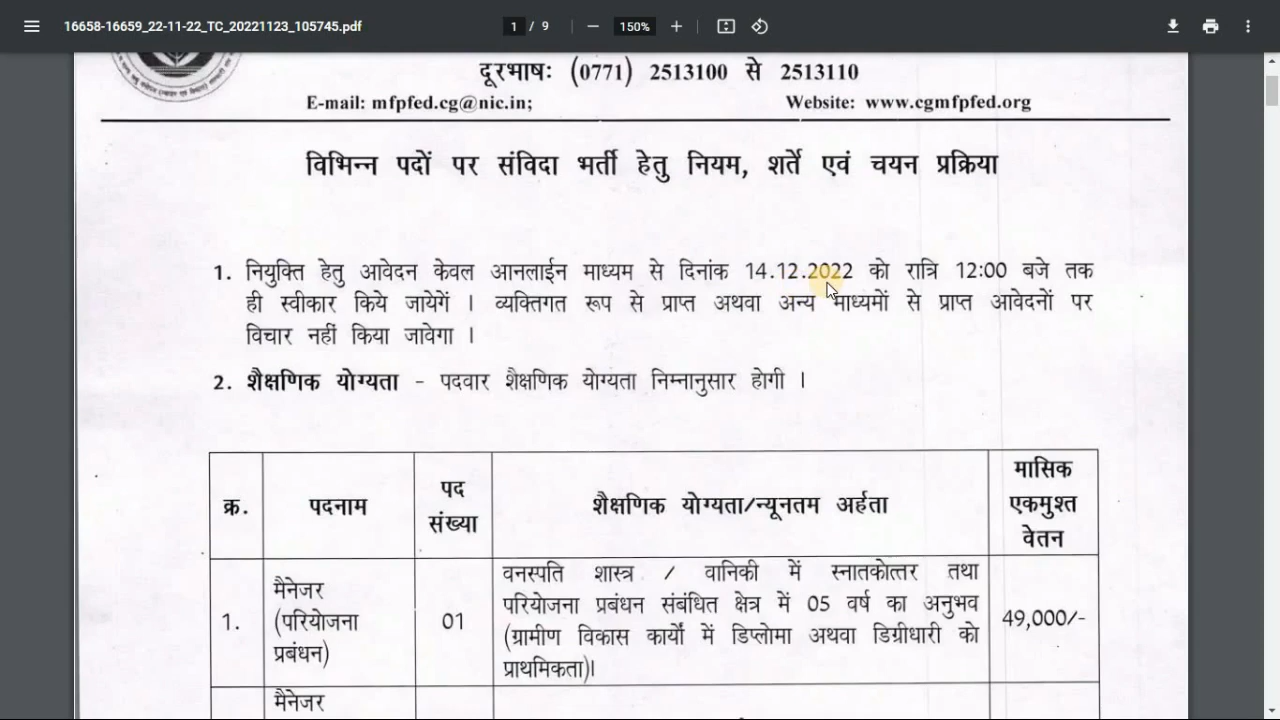 16658-16659_22-11-22_TC_20221123_105745.pdf
1 / 9
150%
दूरभाषः (0771) 2513100 से 2513110
E-mail: mfpfed.cg@nic.in; Website: www.cgmfpfed.org
विभिन्न पदों पर संविदा भर्ती हेतु नियम, शर्ते एवं चयन प्रक्रिया
1. नियुक्ति हेतु आवेदन केवल आनलाईन माध्यम से दिनांक 14.12.2022 को रात्रि 12:00 बजे तक
ही स्वीकार किये जायेगें । व्यक्तिगत रूप से प्राप्त अथवा अन्य माध्यमों से प्राप्त आवेदनों पर
विचार नहीं किया जावेगा ।
2. शैक्षणिक योग्यता – पदवार शैक्षणिक योग्यता निम्नानुसार होगी ।
क्र. पदनाम पद संख्या शैक्षणिक योग्यता/न्यूनतम अर्हता मासिक एकमुश्त वेतन
1.
मैनेजर
(परियोजना
प्रबंधन)
01
वनस्पति शास्त्र / वानिकी में स्नातकोत्तर तथा
परियोजना प्रबंधन संबंधित क्षेत्र में 05 वर्ष का अनुभव
(ग्रामीण विकास कार्यों में डिप्लोमा अथवा डिग्रीधारी को
प्राथमिकता)।
49,000/-
मैनेजर